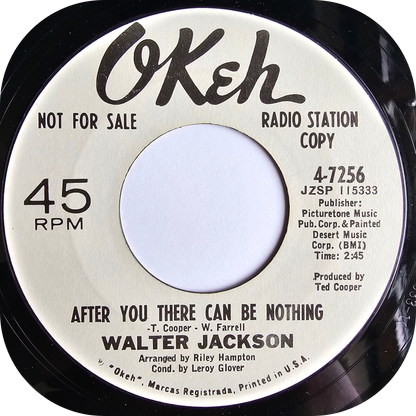 OKeh
NOT FOR SALE
RADIO STATION
COPY
45
RPM
4-7256
JZSP 115333
Publisher:
Picturetone Music
Pub. Corp. & Painted
Desert Music
Corp. (BMI)
Time: 2:45
Produced by
Ted Cooper
AFTER YOU THERE CAN BE NOTHING
-T. Cooper - W. Farrell
WALTER JACKSON
Arranged by Riley Hampton
Cond. by Leroy Glover
"Okeh", Marcas Registrada, Printed in U.S.A.